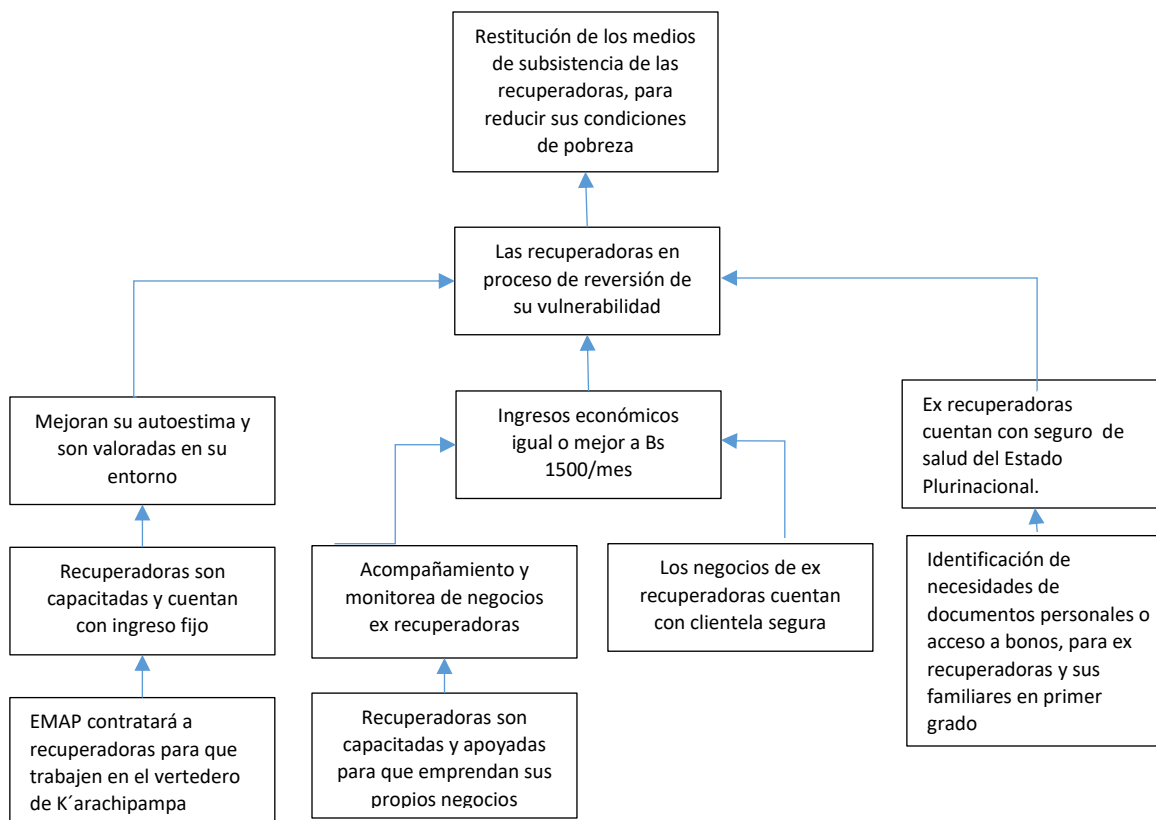 Restitución de los medios
de subsistencia de las
recuperadoras, para
reducir sus condiciones
de pobreza
Las recuperadoras en
proceso de reversión de
su vulnerabilidad
Mejoran su autoestima y
son valoradas en su
entorno
Ingresos económicos
igual o mejor a Bs
1500/mes
Ex recuperadoras
cuentan con seguro de
salud del Estado
Plurinacional.
Recuperadoras son
capacitadas y cuentan
con ingreso fijo
Acompañamiento y
monitorea de negocios
ex recuperadoras
Los negocios de ex
recuperadoras cuentan
con clientela segura
Identificación de
necesidades de
documentos personales o
acceso a bonos, para ex
recuperadoras y sus
familiares en primer
grado
EMAP contratará a
recuperadoras para que
trabajen en el vertedero
de K´arachipampa
Recuperadoras son
capacitadas y apoyadas
para que emprendan sus
propios negocios